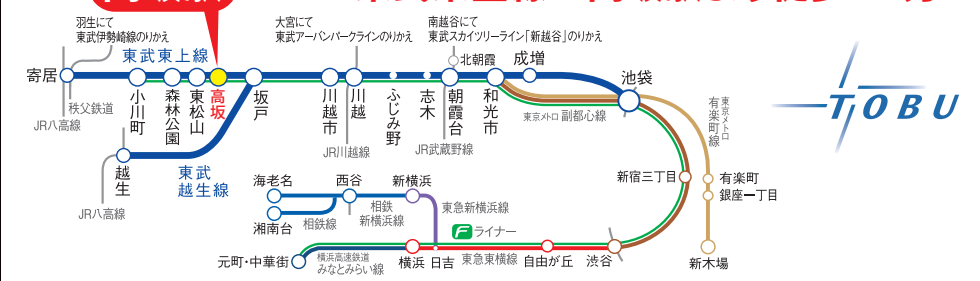 羽生にて
東武伊勢崎線のりかえ
大宮にて
東武アーバンパークラインのりかえ
南越谷にて
東武スカイツリーライン「新越谷」のりかえ
東武東上線
北朝霞
成増
寄居
池袋
秩父鉄道
JR八高線
小川町
森林公園
東松山
高坂
坂戸
川越市
川越
ふじみ野
志木
朝霞台
和光市
東京メトロ 副都心線
東京メトロ
有楽町線
TOBU
JR川越線
JR武蔵野線
越生
東武
越生線
JR八高線
海老名
西谷
新横浜
新宿三丁目
有楽町
銀座一丁目
相鉄
新横浜線
東急新横浜線
湘南台
相鉄線
F ライナー
元町・中華街
横浜高速鉄道
みなとみらい線
横浜
日吉
東急東横線
自由が丘
渋谷
新木場